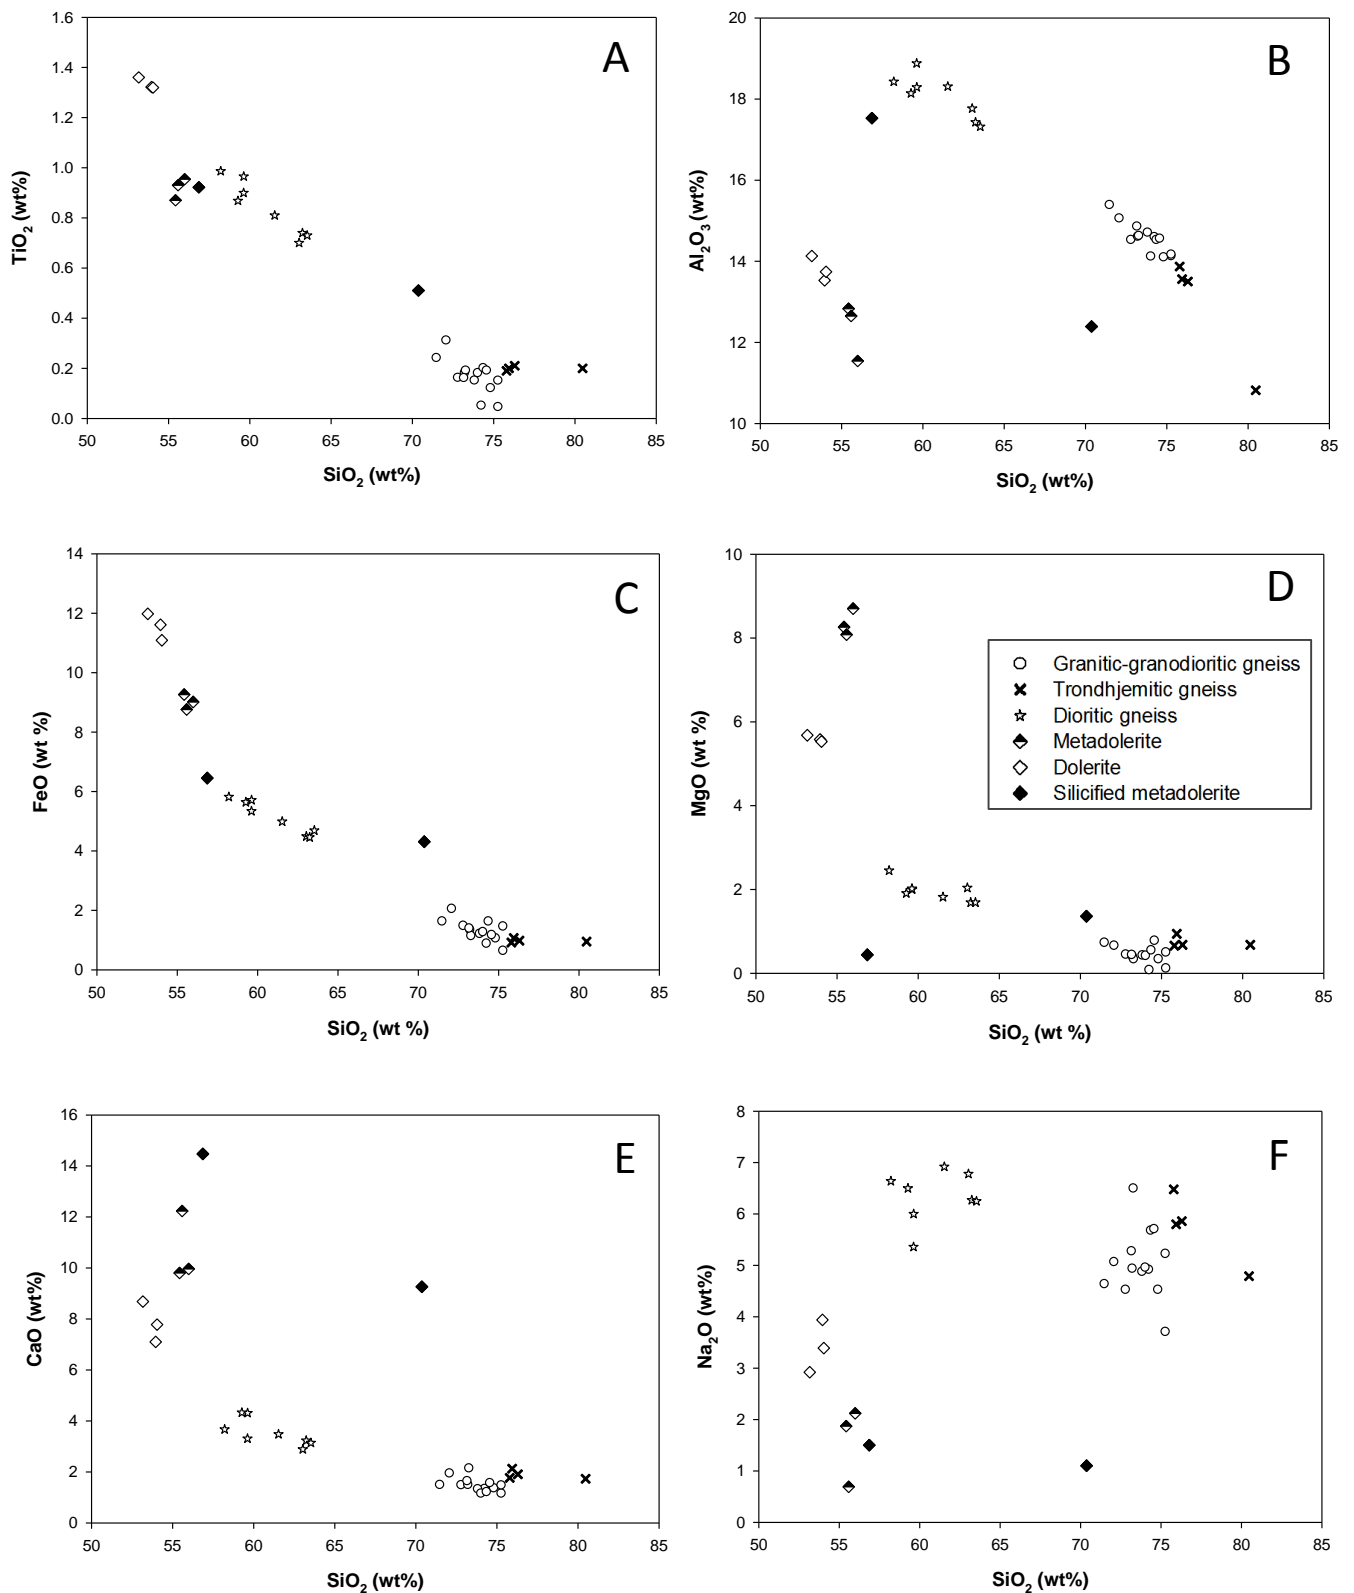 A
1.6
1.4
1.2
1.0
0.8
0.6
0.4
0.2
0.0
TiO2 (wt%)
50 55 60 65 70 75 80 85
SiO2 (wt%)
B
20
18
16
14
12
10
Al2O3 (wt%)
50 55 60 65 70 75 80 85
SiO2 (wt%)
C
14
12
10
8
6
4
2
0
FeO (wt %)
50 55 60 65 70 75 80 85
SiO2 (wt %)
D
10
8
6
4
2
0
MgO (wt %)
Granitic-granodioritic gneiss
Trondhjemitic gneiss
Dioritic gneiss
Metadolerite
Dolerite
Silicified metadolerite
50 55 60 65 70 75 80 85
SiO2 (wt %)
E
16
14
12
10
8
6
4
2
0
CaO (wt%)
50 55 60 65 70 75 80 85
SiO2 (wt%)
F
8
7
6
5
4
3
2
1
0
Na2O (wt%)
50 55 60 65 70 75 80 85
SiO2 (wt%)